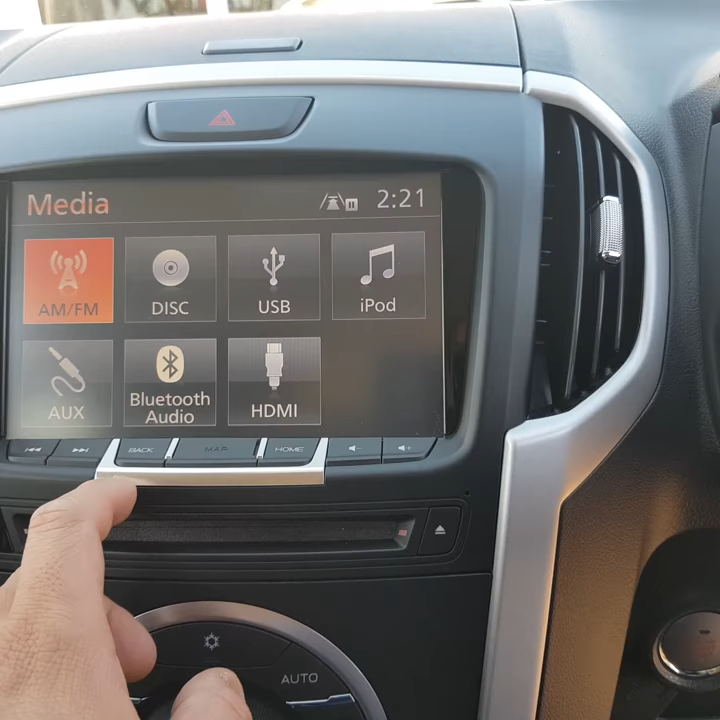 Media 2:21
AM/FM DISC USB iPod
AUX Bluetooth Audio HDMI
BACK MAP HOME
AUTO